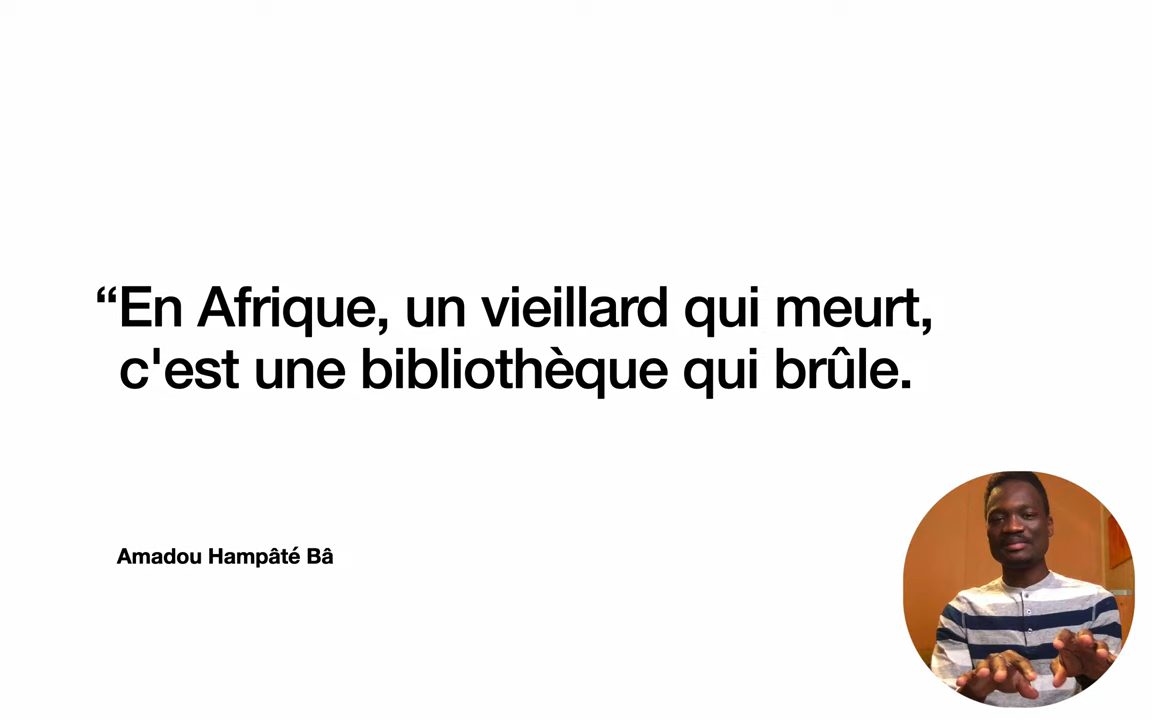 “En Afrique, un vieillard qui meurt,
c'est une bibliothèque qui brûle.
Amadou Hampâté Bâ